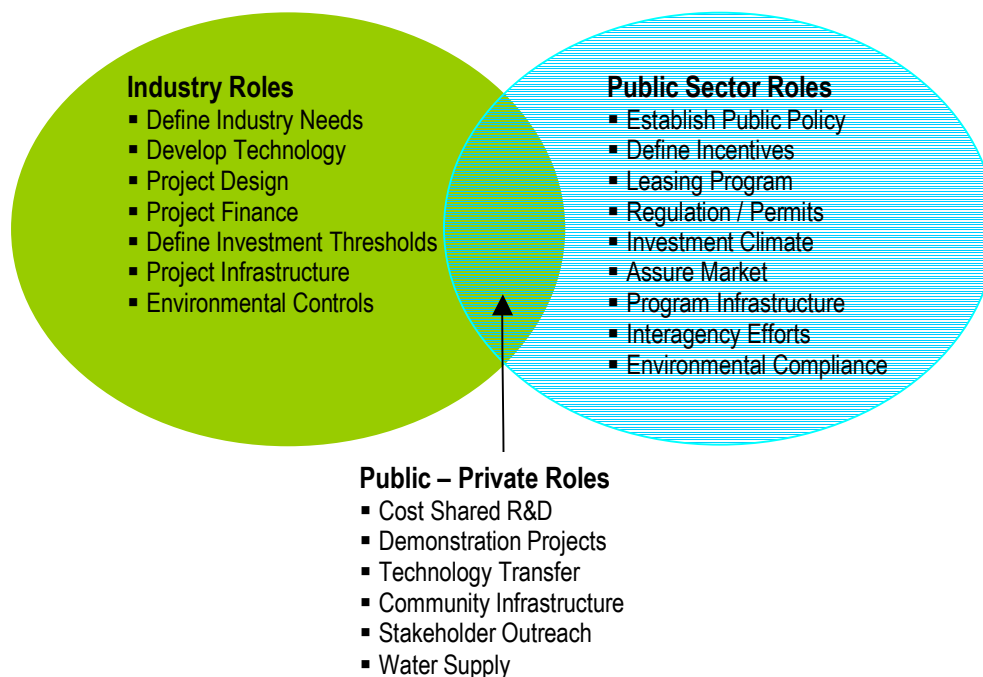 Industry Roles
▪ Define Industry Needs
▪ Develop Technology
▪ Project Design
▪ Project Finance
▪ Define Investment Thresholds
▪ Project Infrastructure
▪ Environmental Controls
Public Sector Roles
▪ Establish Public Policy
▪ Define Incentives
▪ Leasing Program
▪ Regulation / Permits
▪ Investment Climate
▪ Assure Market
▪ Program Infrastructure
▪ Interagency Efforts
▪ Environmental Compliance
Public – Private Roles
▪ Cost Shared R&D
▪ Demonstration Projects
▪ Technology Transfer
▪ Community Infrastructure
▪ Stakeholder Outreach
▪ Water Supply